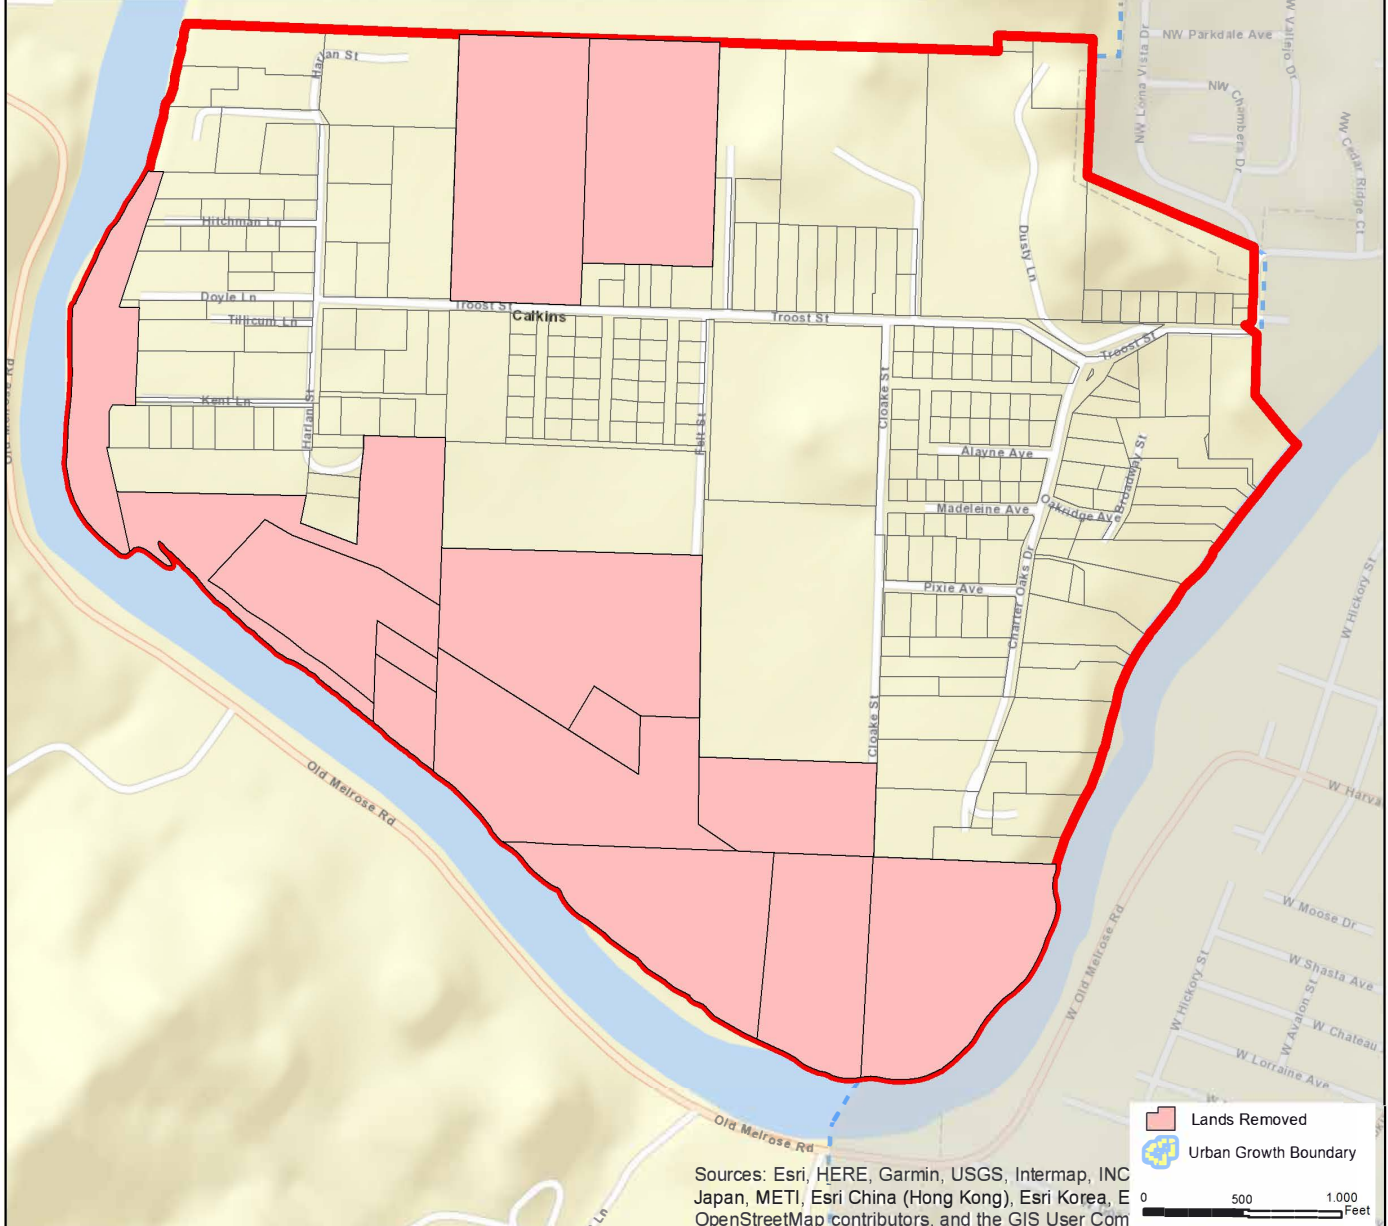 NW Parkdale Ave
W Vallejo Dr
NW Loma Vista Dr
NW Chambers Dr
NW Cedar Ridge Ct
Harlan St
Hitchman Ln
Dusty Ln
Doyle Ln
Tillicum Ln
Troost St
Calkins
Troost St
Troost St
Old Melrose Rd
Kent Ln
Harlan St
Felt St
Cloake St
Alayne Ave
Broadway St
Madeleine Ave
Oakridge Ave
Pixie Ave
Charter Oaks Dr
W Hickory St
Cloake St
Old Melrose Rd
W Harva
W Old Melrose Rd
W Moose Dr
W Hickory St
W Shasta Ave
W Avalon St
W Chateau
W Lorraine Ave
W
Old Melrose Rd
Ln
Lands Removed
Urban Growth Boundary
0 500 1,000
Feet
Sources: Esri, HERE, Garmin, USGS, Intermap, INC
Japan, METI, Esri China (Hong Kong), Esri Korea, E
OpenStreetMap contributors, and the GIS User Com